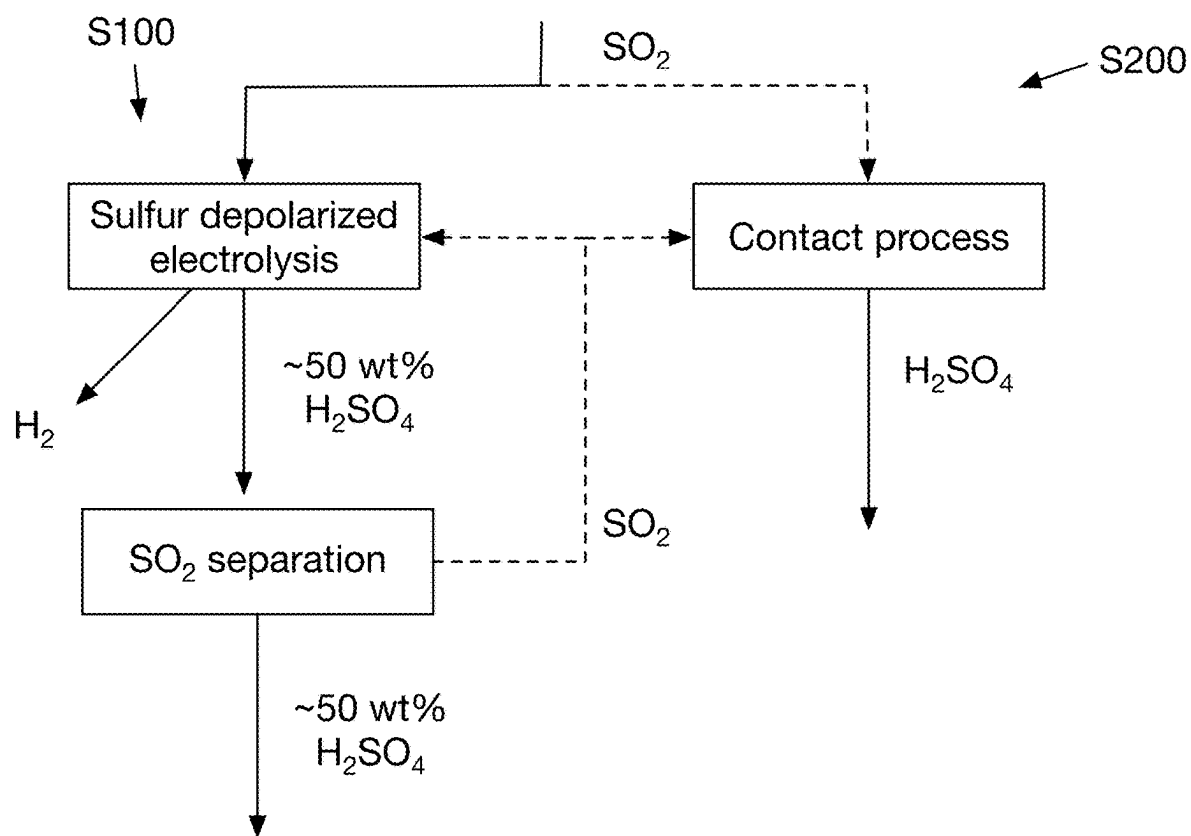 S100
SO₂
S200
Sulfur depolarized
electrolysis
Contact process
~50 wt%
H₂SO₄
H₂SO₄
H₂
SO₂ separation
SO₂
~50 wt%
H₂SO₄